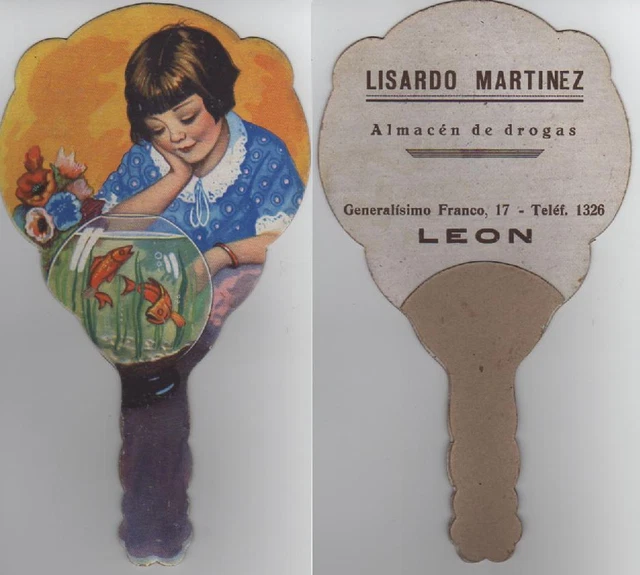 LISARDO MARTINEZ
Almacén de drogas
Generalísimo Franco, 17 - Teléf. 1326
LEON